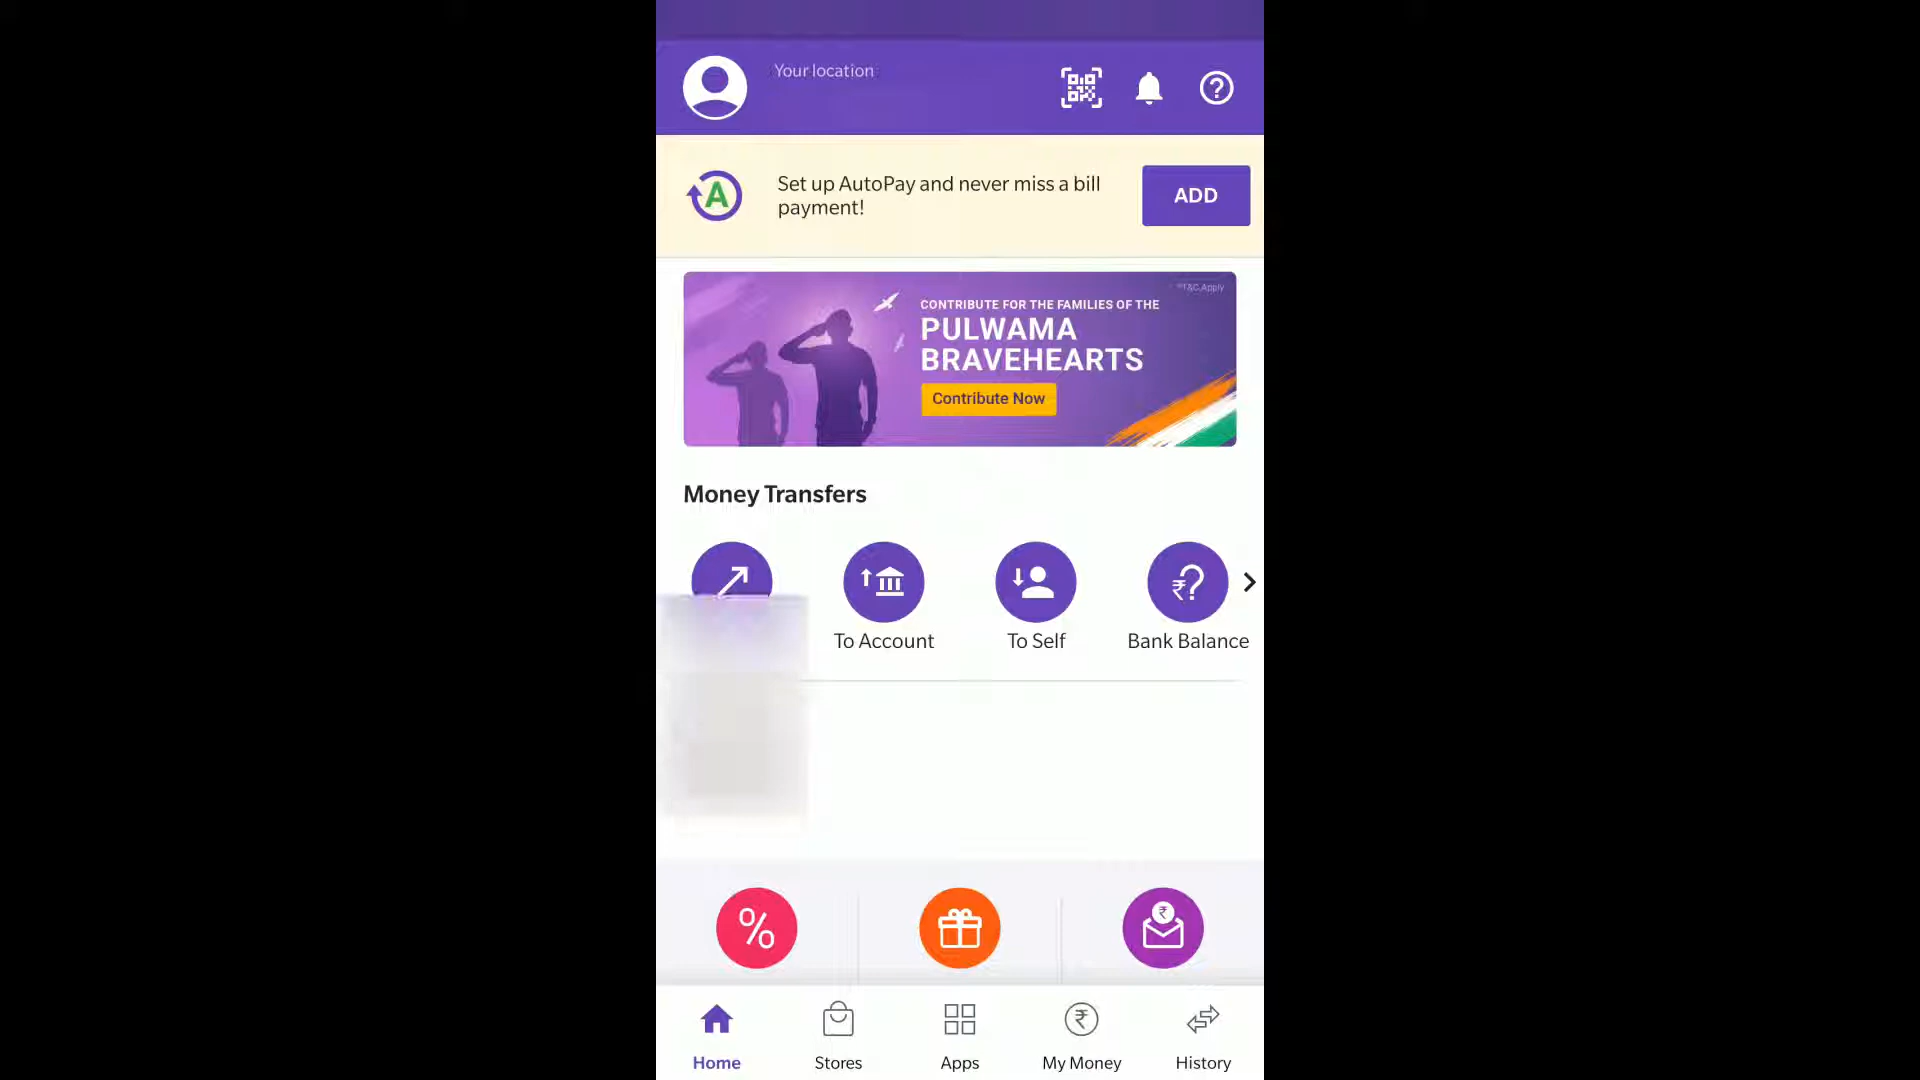 Your location
Set up AutoPay and never miss a bill
payment!
ADD
*T&C Apply
CONTRIBUTE FOR THE FAMILIES OF THE
PULWAMA
BRAVEHEARTS
Contribute Now
Money Transfers
To Account
To Self
Bank Balance
Home
Stores
Apps
My Money
History